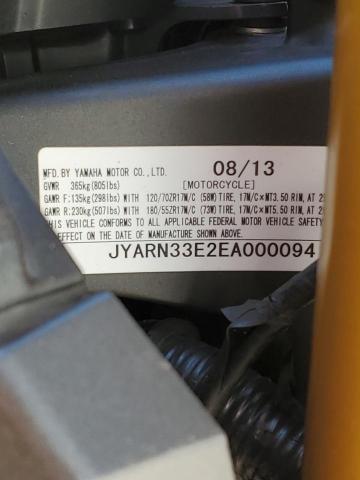 MFD.BY YAMAHA MOTOR CO.,LTD. 08/13
GVWR 365kg(805lbs) [MOTORCYCLE]
GAWR F:135kg(298lbs)WITH 120/70ZR17M/C (58W)TIRE, 17M/C×MT3.50 RIM, AT 25
GAWR R:230kg(507lbs)WITH 180/55ZR17M/C (73W)TIRE, 17M/C×MT5.50 RIM, AT 2
THIS VEHICLE CONFORMS TO ALL APPLICABLE FEDERAL MOTOR VEHICLE SAFETY
EFFECT ON THE DATE OF MANUFACTURE SHOWN ABOVE.
JYARN33E2EA000094